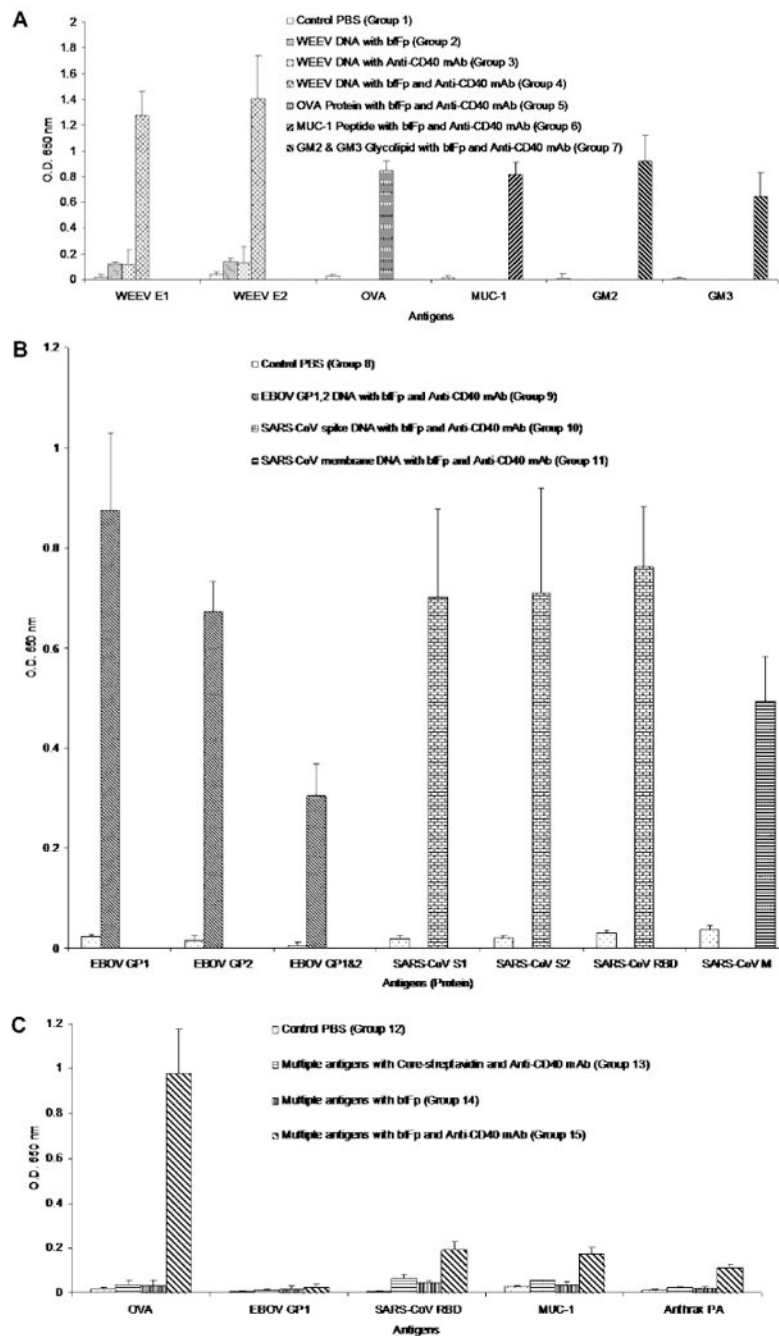 A
2
1.8
1.6
1.4
1.2
1
0.8
0.6
0.4
0.2
0
O.D. 650 nm
Control PBS (Group 1)
WEEV DNA with bfFp (Group 2)
WEEV DNA with Anti-CD40 mAb (Group 3)
WEEV DNA with bfFp and Anti-CD40 mAb (Group 4)
OVA Protein with bfFp and Anti-CD40 mAb (Group 5)
MUC-1 Peptide with bfFp and Anti-CD40 mAb (Group 6)
GM2 & GM3 Glycolipid with bfFp and Anti-CD40 mAb (Group 7)
WEEV E1 WEEV E2 OVA MUC-1 GM2 GM3
Antigens
B
1.2
1
0.8
0.6
0.4
0.2
0
O.D. 650 nm
Control PBS (Group 8)
EBOV GP1,2 DNA with bfFp and Anti-CD40 mAb (Group 9)
SARS-CoV spike DNA with bfFp and Anti-CD40 mAb (Group 10)
SARS-CoV membrane DNA with bfFp and Anti-CD40 mAb (Group 11)
EBOV GP1 EBOV GP2 EBOV GP1&2 SARS-CoV S1 SARS-CoV S2 SARS-CoV RBD SARS-CoV M
Antigens (Protein)
C
1.2
1
0.8
0.6
0.4
0.2
0
O.D. 650 nm
Control PBS (Group 12)
Multiple antigens with Core-streptavidin and Anti-CD40 mAb (Group 13)
Multiple antigens with bfFp (Group 14)
Multiple antigens with bfFp and Anti-CD40 mAb (Group 15)
OVA EBOV GP1 SARS-CoV RBD MUC-1 Anthrax PA
Antigens